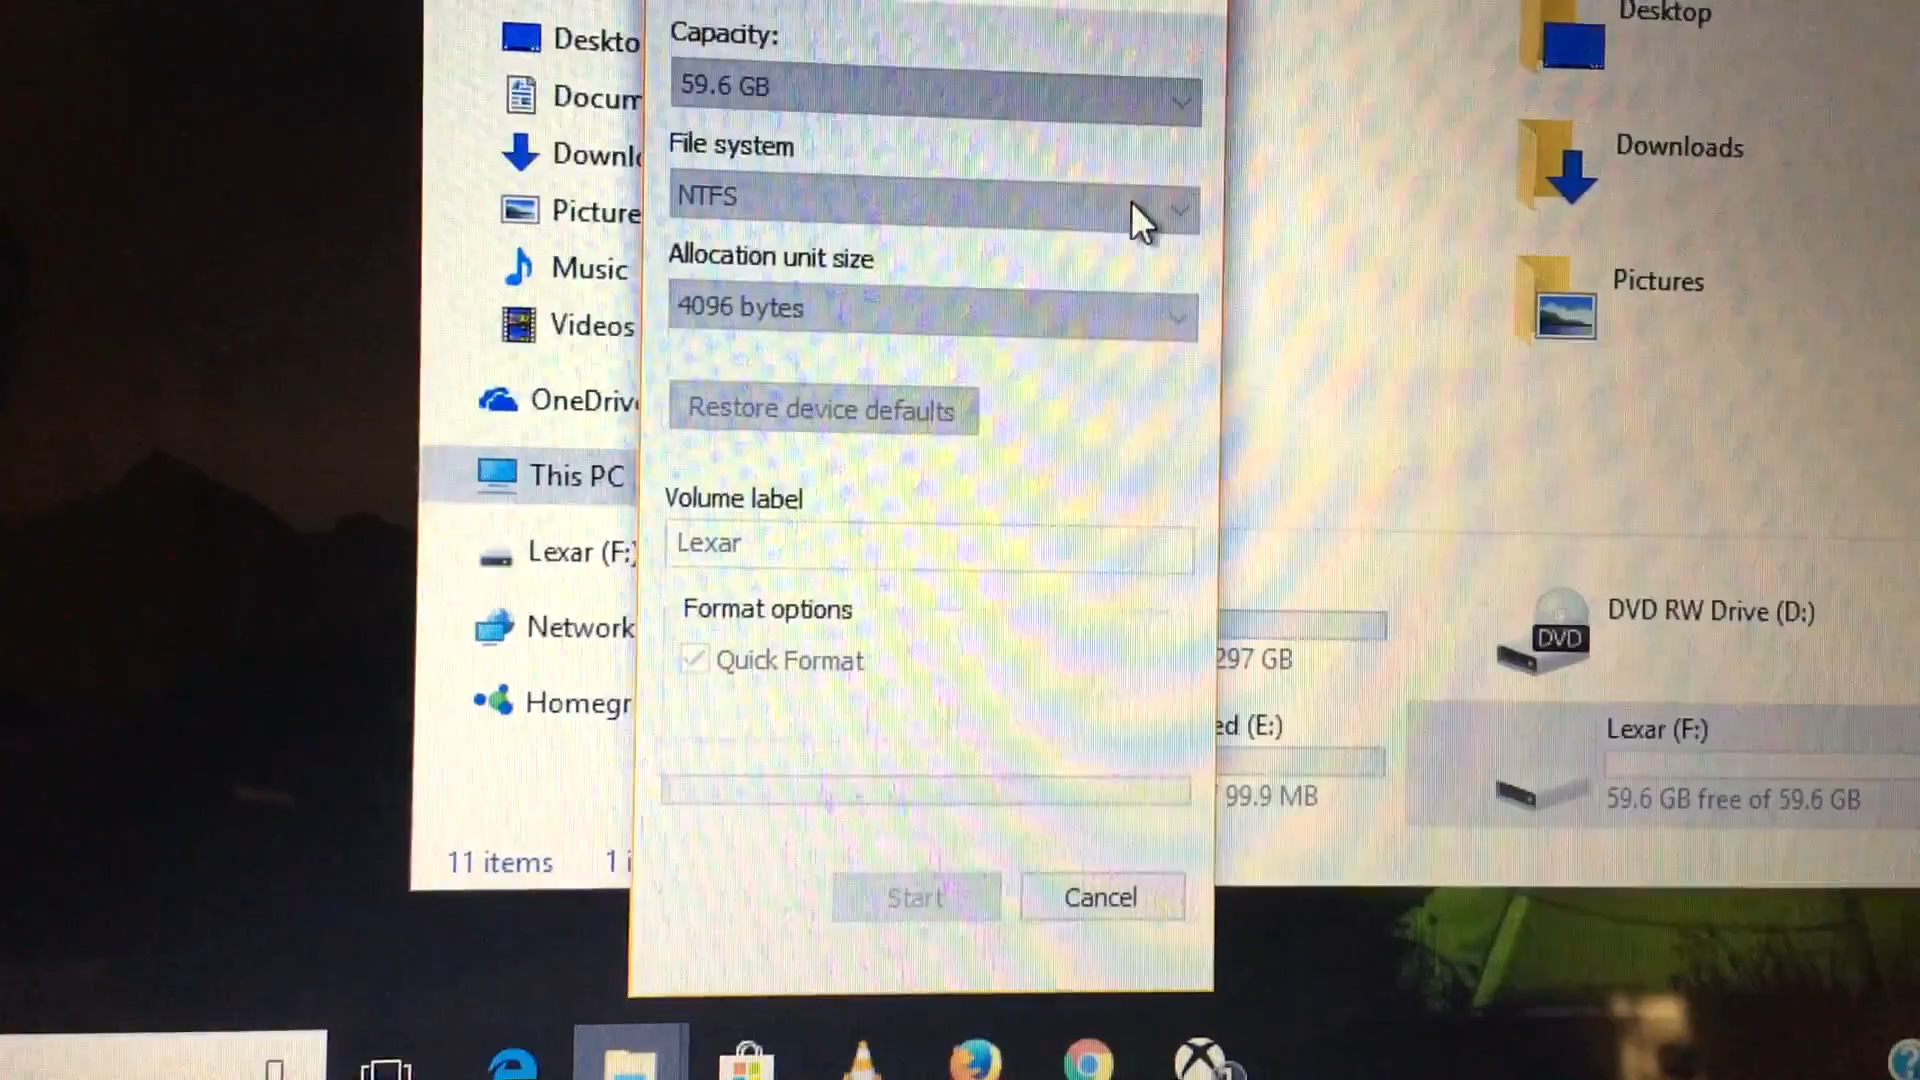 Deskto
Docum
Downl
Picture
Music
Videos
OneDriv
This PC
Lexar (F:)
Network
Homegr
11 items
1 i
Capacity:
59.6 GB
File system
NTFS
Allocation unit size
4096 bytes
Restore device defaults
Volume label
Lexar
Format options
Quick Format
Start
Cancel
297 GB
ed (E:)
99.9 MB
Desktop
Downloads
Pictures
DVD
DVD RW Drive (D:)
Lexar (F:)
59.6 GB free of 59.6 GB